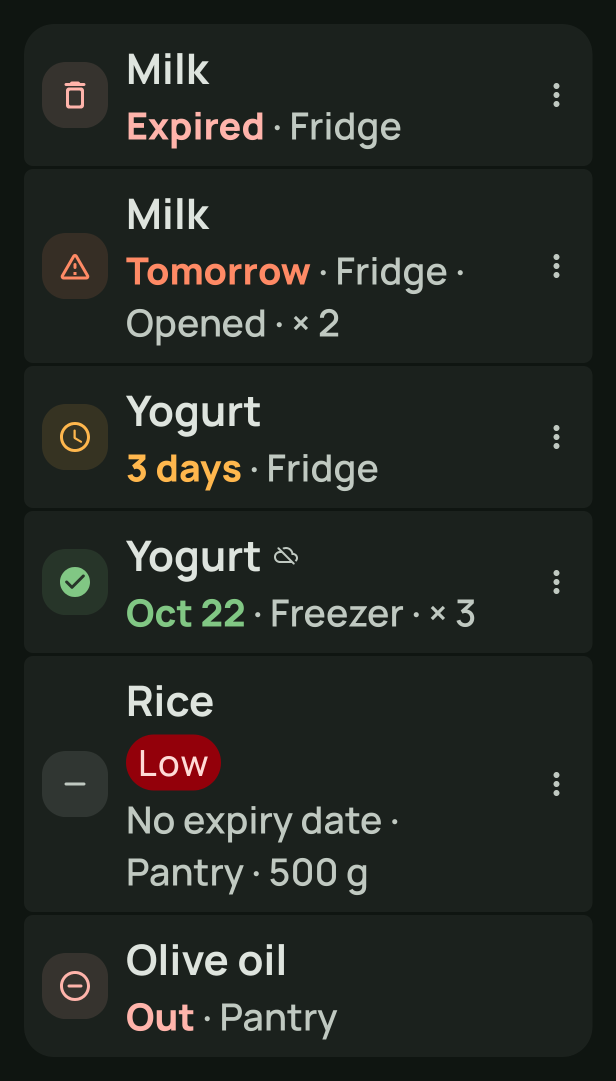 Milk
Expired · Fridge
Milk
Tomorrow · Fridge ·
Opened · × 2
Yogurt
3 days · Fridge
Yogurt
Oct 22 · Freezer · × 3
Rice
Low
No expiry date ·
Pantry · 500 g
Olive oil
Out · Pantry